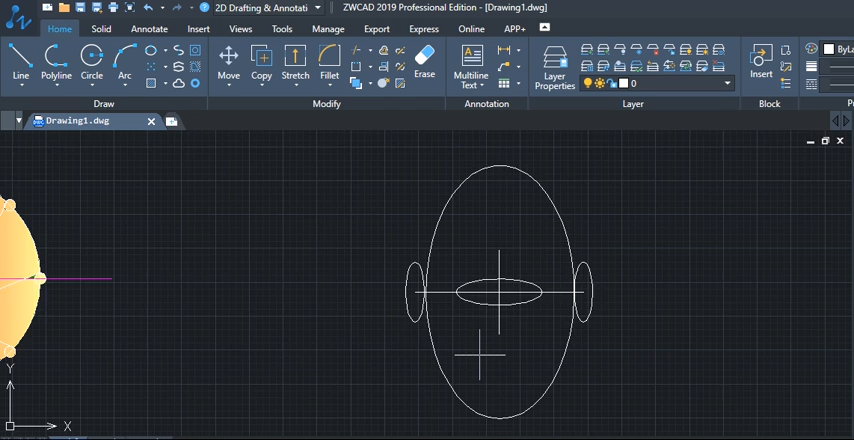 2D Drafting & Annotati
ZWCAD 2019 Professional Edition - [Drawing1.dwg]
Home Solid Annotate Insert Views Tools Manage Export Express Online APP+
Line Polyline Circle Arc Move Copy Stretch Fillet Erase Multiline Text Layer Properties 0 Insert ByLa
Draw Modify Annotation Layer Block Pr
Drawing1.dwg
Y
X